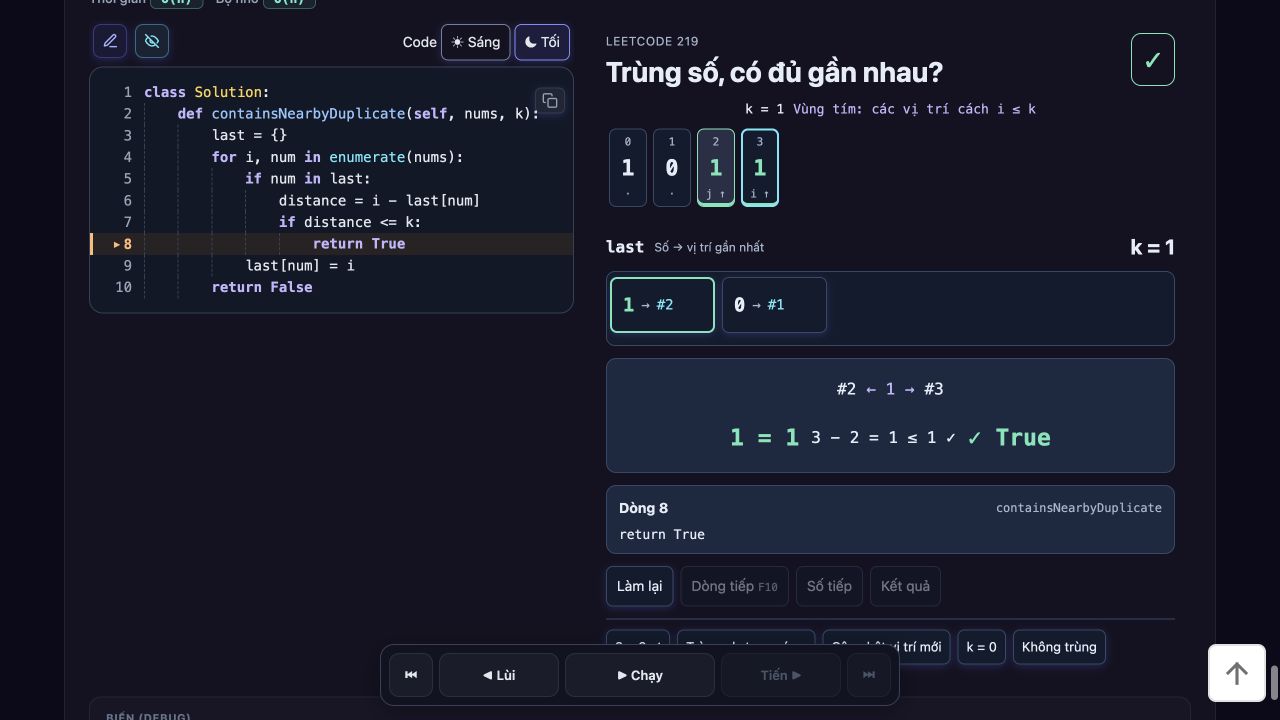 Thời gian O(n) Bộ nhớ O(n)
Code ☀ Sáng Tối
1 class Solution:
2 def containsNearbyDuplicate(self, nums, k):
3 last = {}
4 for i, num in enumerate(nums):
5 if num in last:
6 distance = i - last[num]
7 if distance <= k:
▶ 8 return True
9 last[num] = i
10 return False
LEETCODE 219
Trùng số, có đủ gần nhau?
✓
k = 1 Vùng tím: các vị trí cách i ≤ k
0 1 2 3
1 0 1 1
· · j ↑ i ↑
last Số → vị trí gần nhất k = 1
1 → #2 0 → #1
#2 ← 1 → #3
1 = 1 3 − 2 = 1 ≤ 1 ✓ ✓ True
Dòng 8 containsNearbyDuplicate
return True
Làm lại Dòng tiếp F10 Số tiếp Kết quả
vị trí mới k = 0 Không trùng
⏮ ◀ Lùi ▶ Chạy Tiến ▶ ⏭
BIẾN (DEBUG)